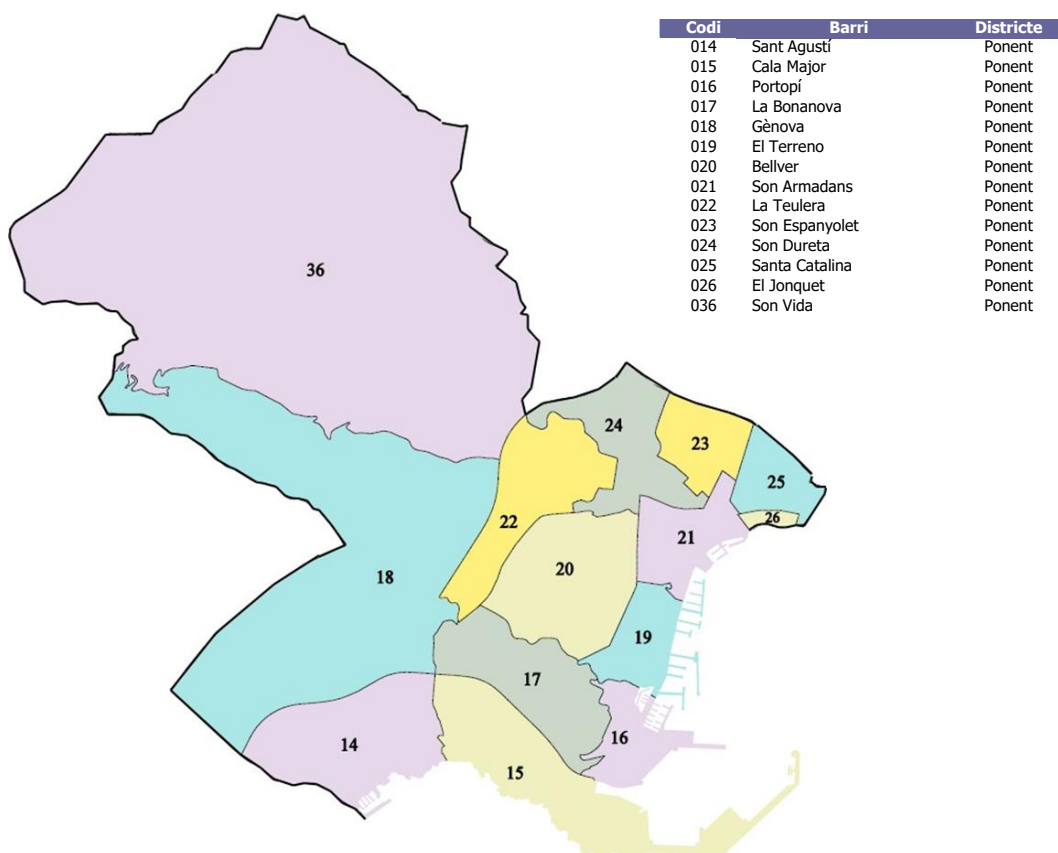 Codi Barri Districte
014 Sant Agustí Ponent
015 Cala Major Ponent
016 Portopí Ponent
017 La Bonanova Ponent
018 Gènova Ponent
019 El Terreno Ponent
020 Bellver Ponent
021 Son Armadans Ponent
022 La Teulera Ponent
023 Son Espanyolet Ponent
024 Son Dureta Ponent
025 Santa Catalina Ponent
026 El Jonquet Ponent
036 Son Vida Ponent
36
24
23
25
22
26
21
20
18
19
17
16
14
15